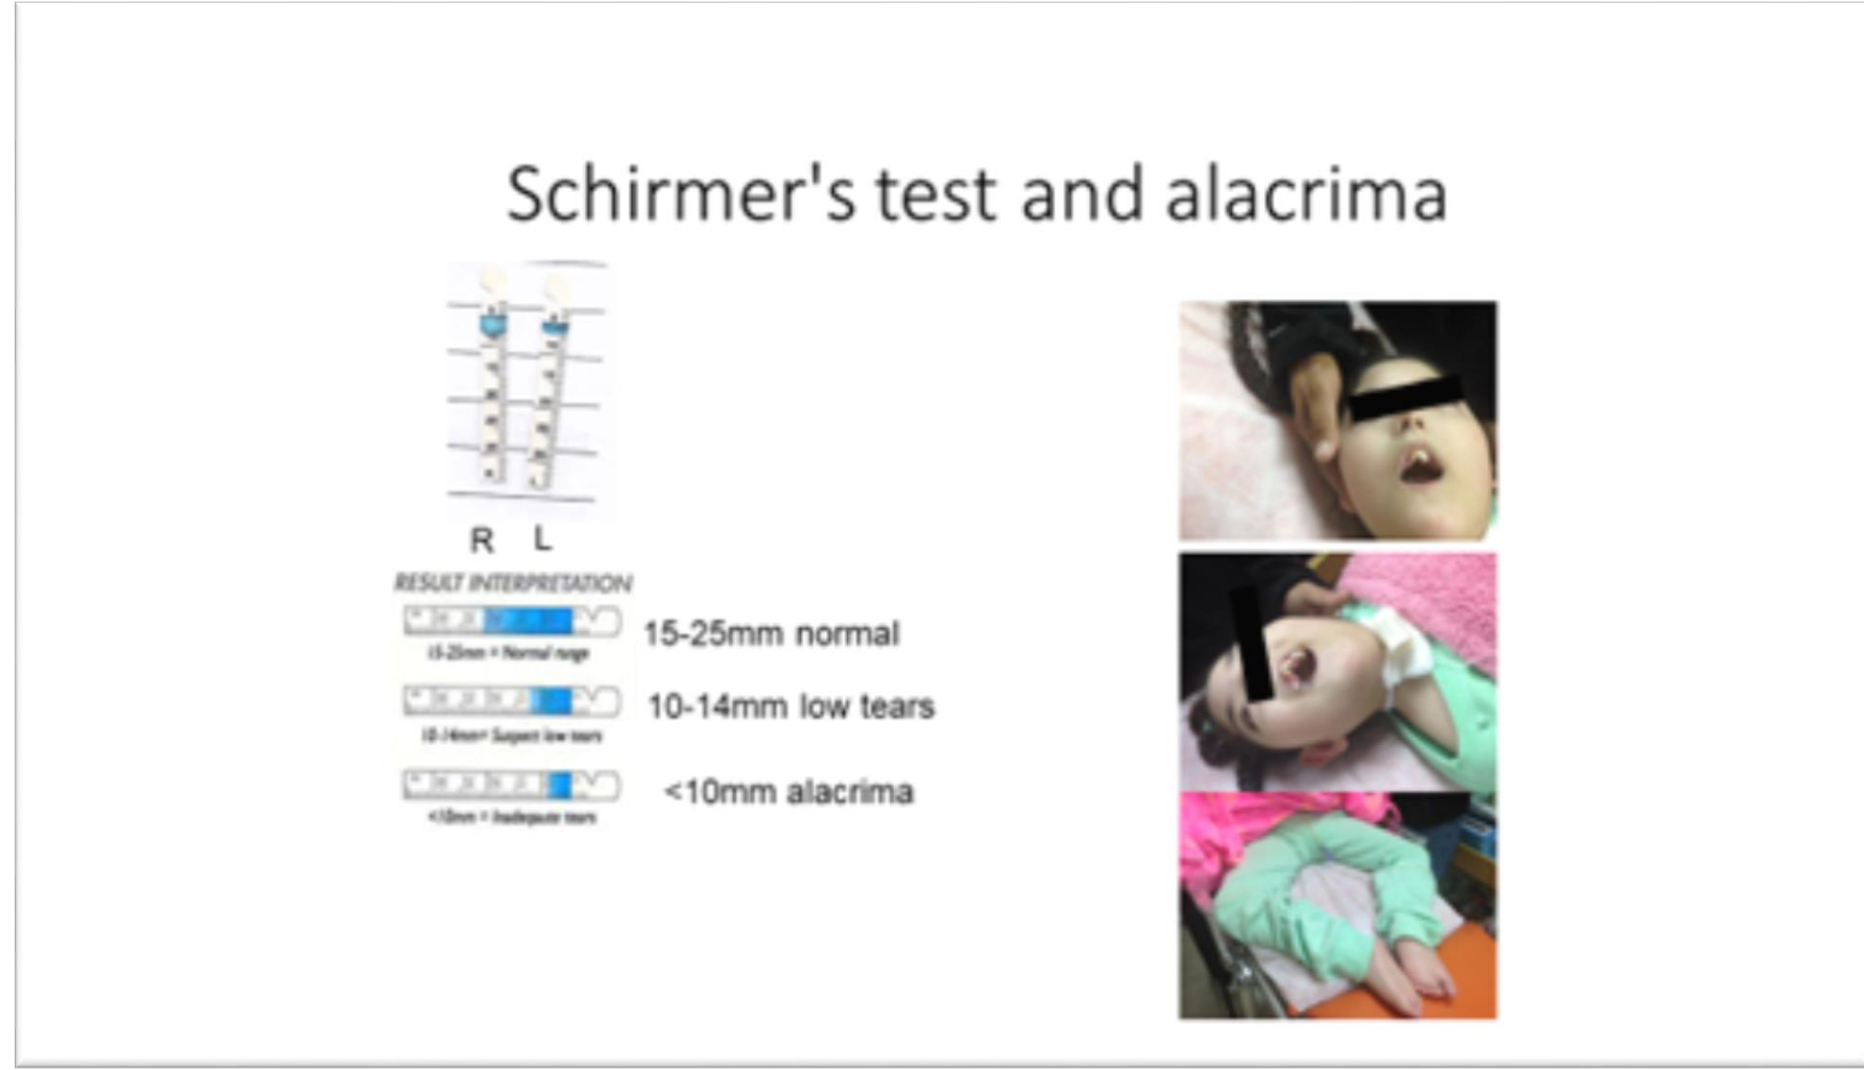 Schirmer's test and alacrima
R L
RESULT INTERPRETATION
15-25mm = Normal range
15-25mm normal
10-14mm= Suspect low tears
10-14mm low tears
<10mm = Inadequate tears
<10mm alacrima